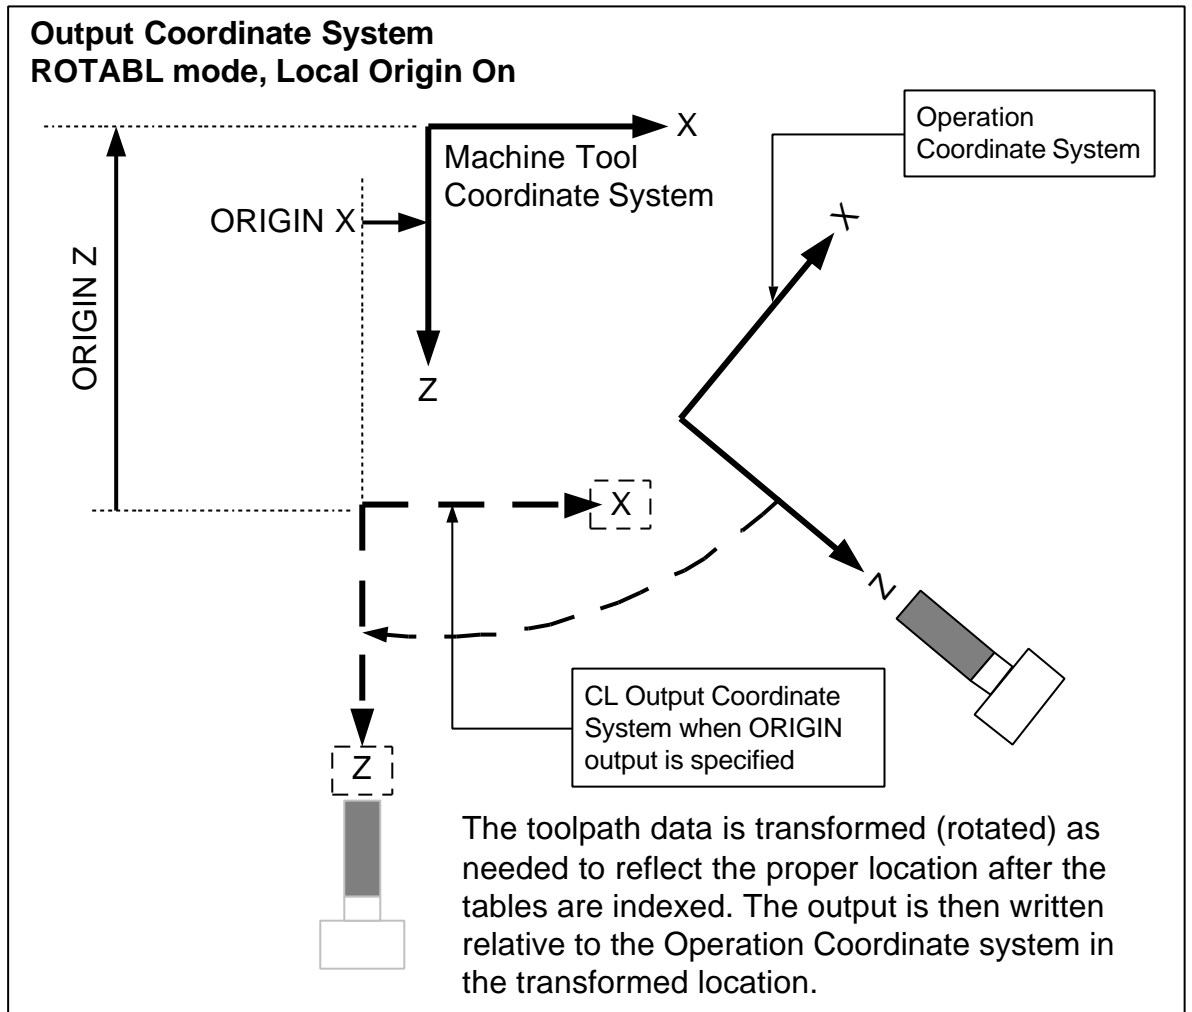 Output Coordinate System
ROTABL mode, Local Origin On
X
Machine Tool
Coordinate System
Operation
Coordinate System
ORIGIN X
X
ORIGIN Z
Z
X
Z
CL Output Coordinate
System when ORIGIN
output is specified
Z
The toolpath data is transformed (rotated) as
needed to reflect the proper location after the
tables are indexed. The output is then written
relative to the Operation Coordinate system in
the transformed location.